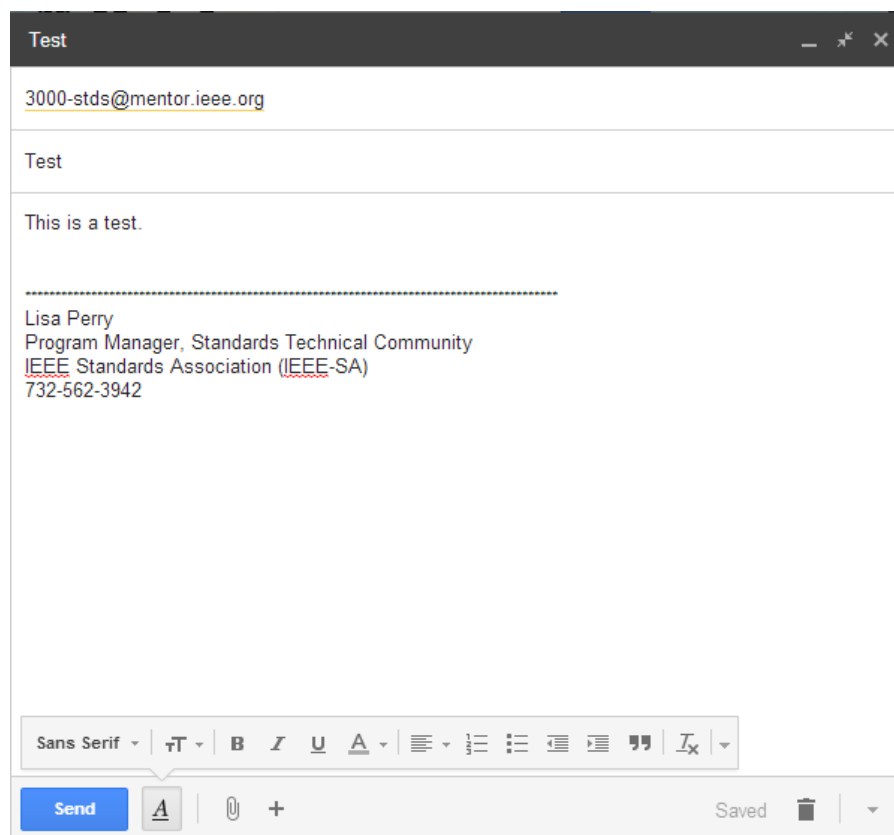 Test
3000-stds@mentor.ieee.org
Test
This is a test.
Lisa Perry
Program Manager, Standards Technical Community
IEEE Standards Association (IEEE-SA)
732-562-3942
Sans Serif
Send
Saved